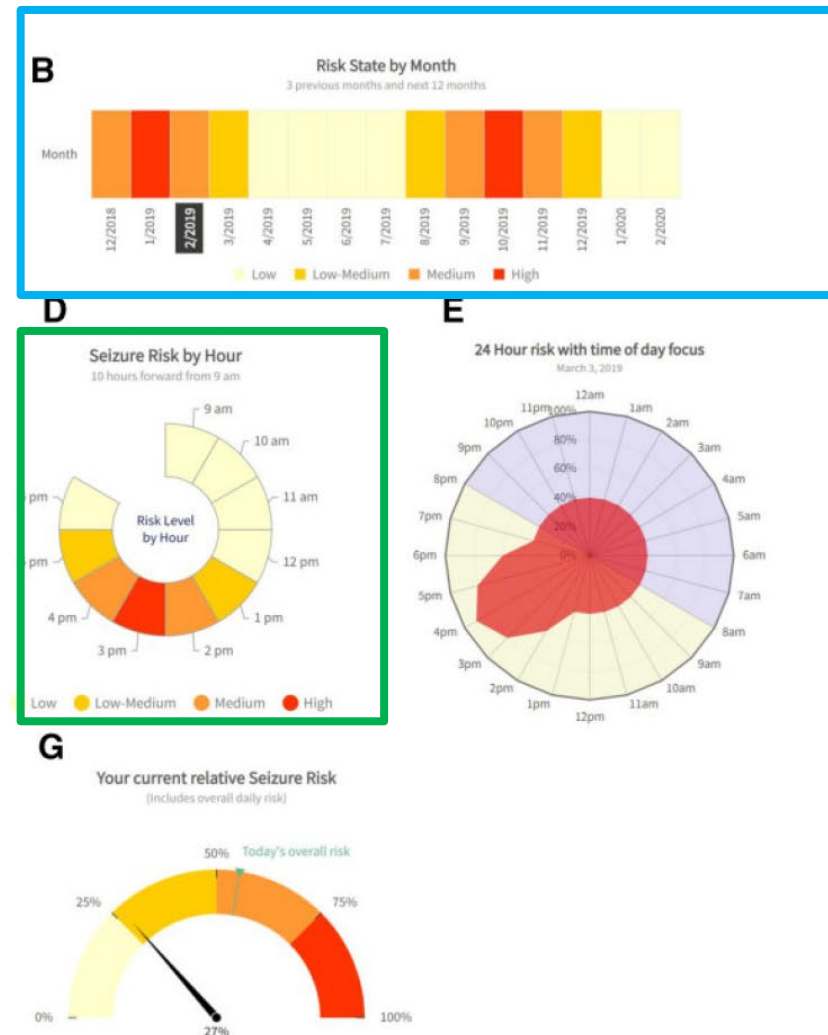 B
Risk State by Month
3 previous months and next 12 months
Month
12/2018
1/2019
2/2019
3/2019
4/2019
5/2019
6/2019
7/2019
8/2019
9/2019
10/2019
11/2019
12/2019
1/2020
2/2020
Low Low-Medium Medium High
D
Seizure Risk by Hour
10 hours forward from 9 am
9 am
10 am
11 am
12 pm
1 pm
2 pm
3 pm
4 pm
pm
pm
Risk Level
by Hour
Low Low-Medium Medium High
E
24 Hour risk with time of day focus
March 3, 2019
12am
1am
2am
3am
4am
5am
6am
7am
8am
9am
10am
11am
12pm
1pm
2pm
3pm
4pm
5pm
6pm
7pm
8pm
9pm
10pm
11pm
100%
80%
60%
40%
20%
0%
G
Your current relative Seizure Risk
(Includes overall daily risk)
50% Today's overall risk
25% 75%
0% 100%
27%